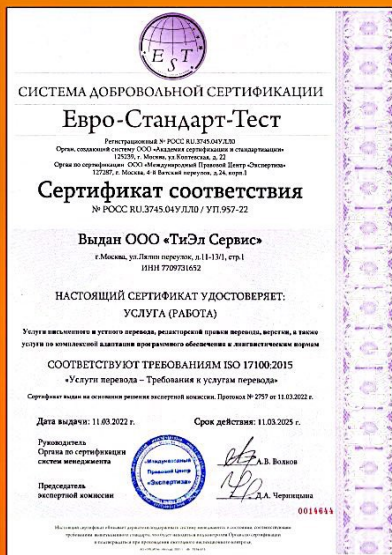 EST
СИСТЕМА ДОБРОВОЛЬНОЙ СЕРТИФИКАЦИИ
Евро-Стандарт-Тест
Регистрационный № РОСС RU.З745.04УЛЛ0
Орган, создающий систему ООО «Академия сертификации и стандартизации»
125239, г. Москва, ул.Коптевская, д. 22
Орган по сертификации ООО «Международный Правовой Центр «Экспертиза»
127287, г. Москва, 4-й Вятский переулок, д.24, корп.1
Сертификат соответствия
№ РОСС RU.З745.04УЛЛ0 / УП.957-22
Выдан ООО «ТиЭл Сервис»
г.Москва, ул.Лялин переулок, д.11-13/1, стр.1
ИНН 7709731652
НАСТОЯЩИЙ СЕРТИФИКАТ УДОСТОВЕРЯЕТ:
УСЛУГА (РАБОТА)
Услуги письменного и устного перевода, редакторской правки перевода, верстки, а также
услуги по комплексной адаптации программного обеспечения к лингвистическим нормам
СООТВЕТСТВУЮТ ТРЕБОВАНИЯМ ISO 17100:2015
«Услуги перевода – Требования к услугам перевода»
Сертификат выдан на основании решения экспертной комиссии. Протокол № 2757 от 11.03.2022 г.
Дата выдачи: 11.03.2022 г. Срок действия: 11.03.2025 г.
Руководитель
Органа по сертификации
систем менеджмента
А.В. Волков
«Международный
Правовой Центр
«Экспертиза»
Председатель
экспертной комиссии
Д.А. Черницына
0014644